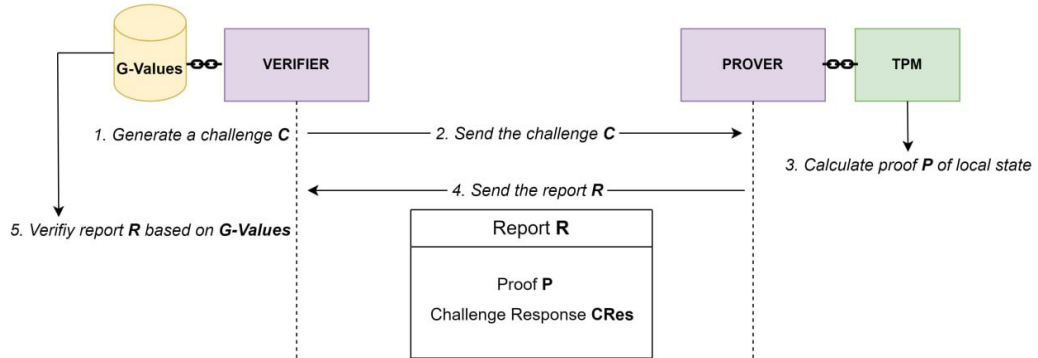 G-Values
VERIFIER
PROVER
TPM
1. Generate a challenge C
2. Send the challenge C
3. Calculate proof P of local state
4. Send the report R
5. Verifiy report R based on G-Values
Report R
Proof P
Challenge Response CRes